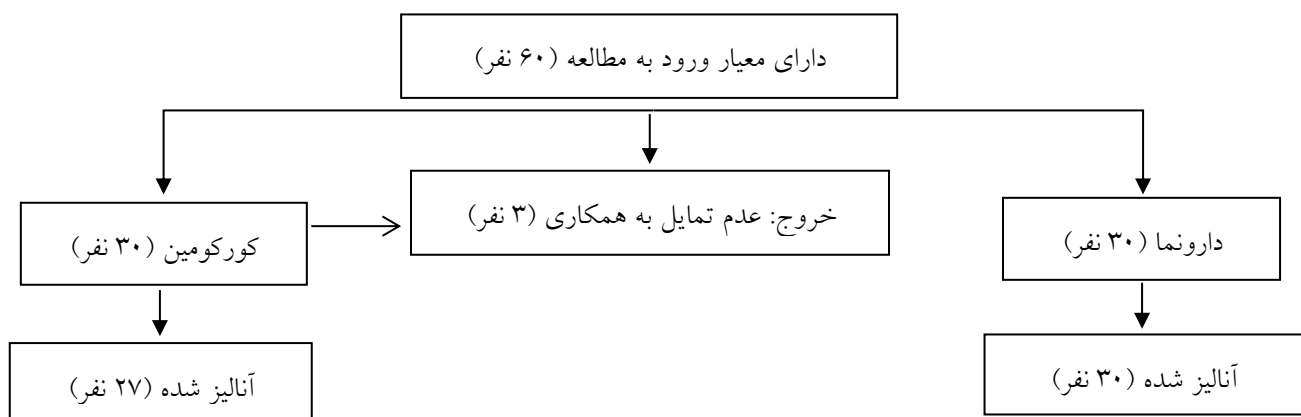 دارای معیار ورود به مطالعه (۶۰ نفر)
خروج: عدم تمایل به همکاری (۳ نفر)
دارونما (۳۰ نفر)
کورکومین (۳۰ نفر)
آنالیز شده (۳۰ نفر)
آنالیز شده (۲۷ نفر)